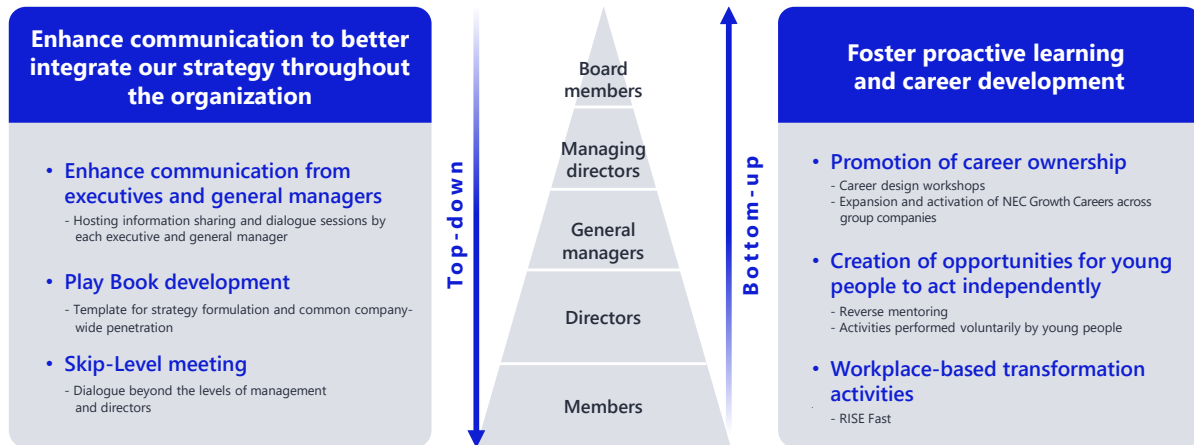 Enhance communication to better
integrate our strategy throughout
the organization
• Enhance communication from
executives and general managers
- Hosting information sharing and dialogue sessions by
each executive and general manager
• Play Book development
- Template for strategy formulation and common company-
wide penetration
• Skip-Level meeting
- Dialogue beyond the levels of management
and directors
Top-down
Board
members
Managing
directors
General
managers
Directors
Members
Bottom-up
Foster proactive learning
and career development
• Promotion of career ownership
- Career design workshops
- Expansion and activation of NEC Growth Careers across
group companies
• Creation of opportunities for young
people to act independently
- Reverse mentoring
- Activities performed voluntarily by young people
• Workplace-based transformation
activities
- RISE Fast